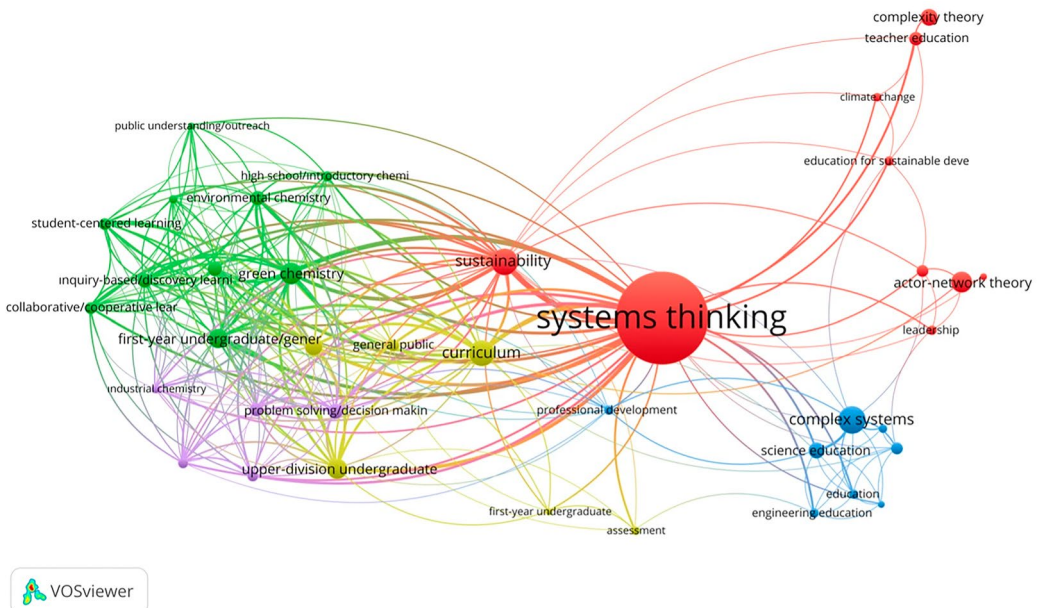 complexity theory
teacher education
climate change
public understanding/outreach
education for sustainable deve
high school/introductory chemi
environmental chemistry
student-centered learning
sustainability
inquiry-based/discovery learni
green chemistry
actor-network theory
collaborative/cooperative lear
systems thinking
leadership
first-year undergraduate/gener
general public
curriculum
industrial chemistry
problem solving/decision makin
professional development
complex systems
science education
upper-division undergraduate
education
first-year undergraduate
engineering education
assessment
VOSviewer